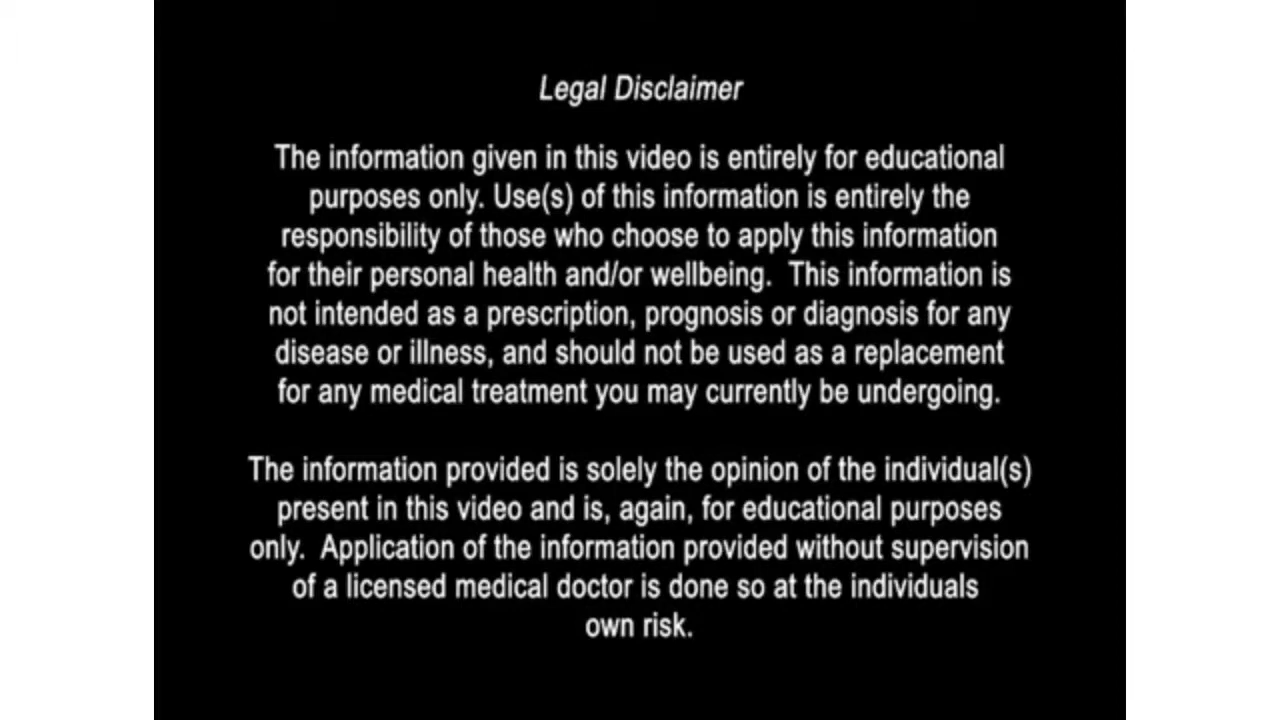 Legal Disclaimer
The information given in this video is entirely for educational
purposes only. Use(s) of this information is entirely the
responsibility of those who choose to apply this information
for their personal health and/or wellbeing.  This information is
not intended as a prescription, prognosis or diagnosis for any
disease or illness, and should not be used as a replacement
for any medical treatment you may currently be undergoing.
The information provided is solely the opinion of the individual(s)
present in this video and is, again, for educational purposes
only.  Application of the information provided without supervision
of a licensed medical doctor is done so at the individuals
own risk.